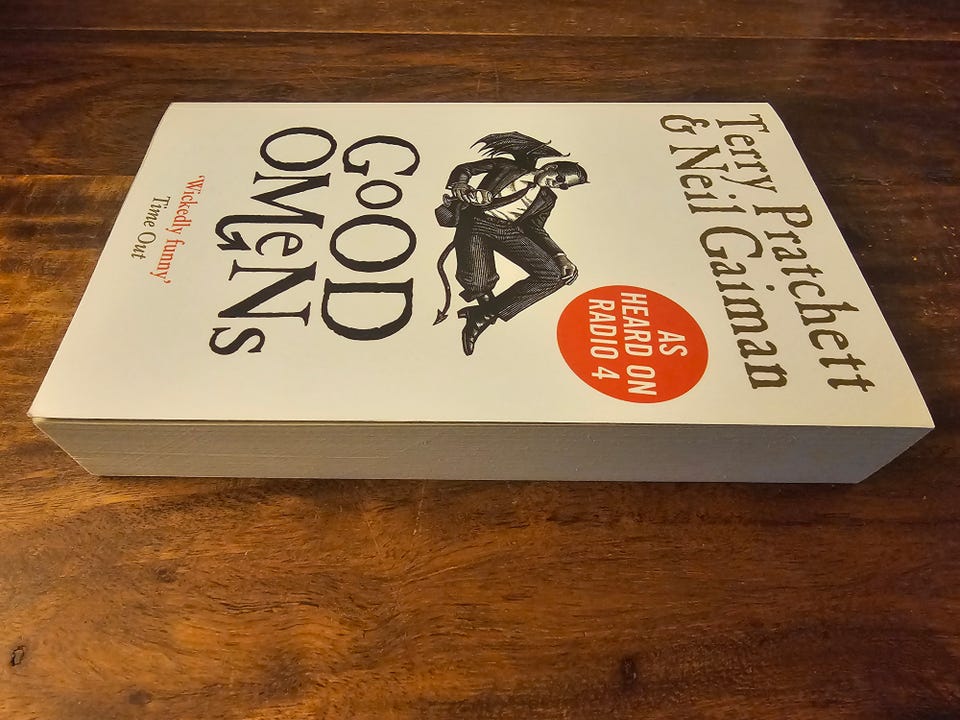 Terry Pratchett
& Neil Gaiman
AS
HEARD ON
RADIO 4
GOOD
OMENS
'Wickedly funny'
Time Out